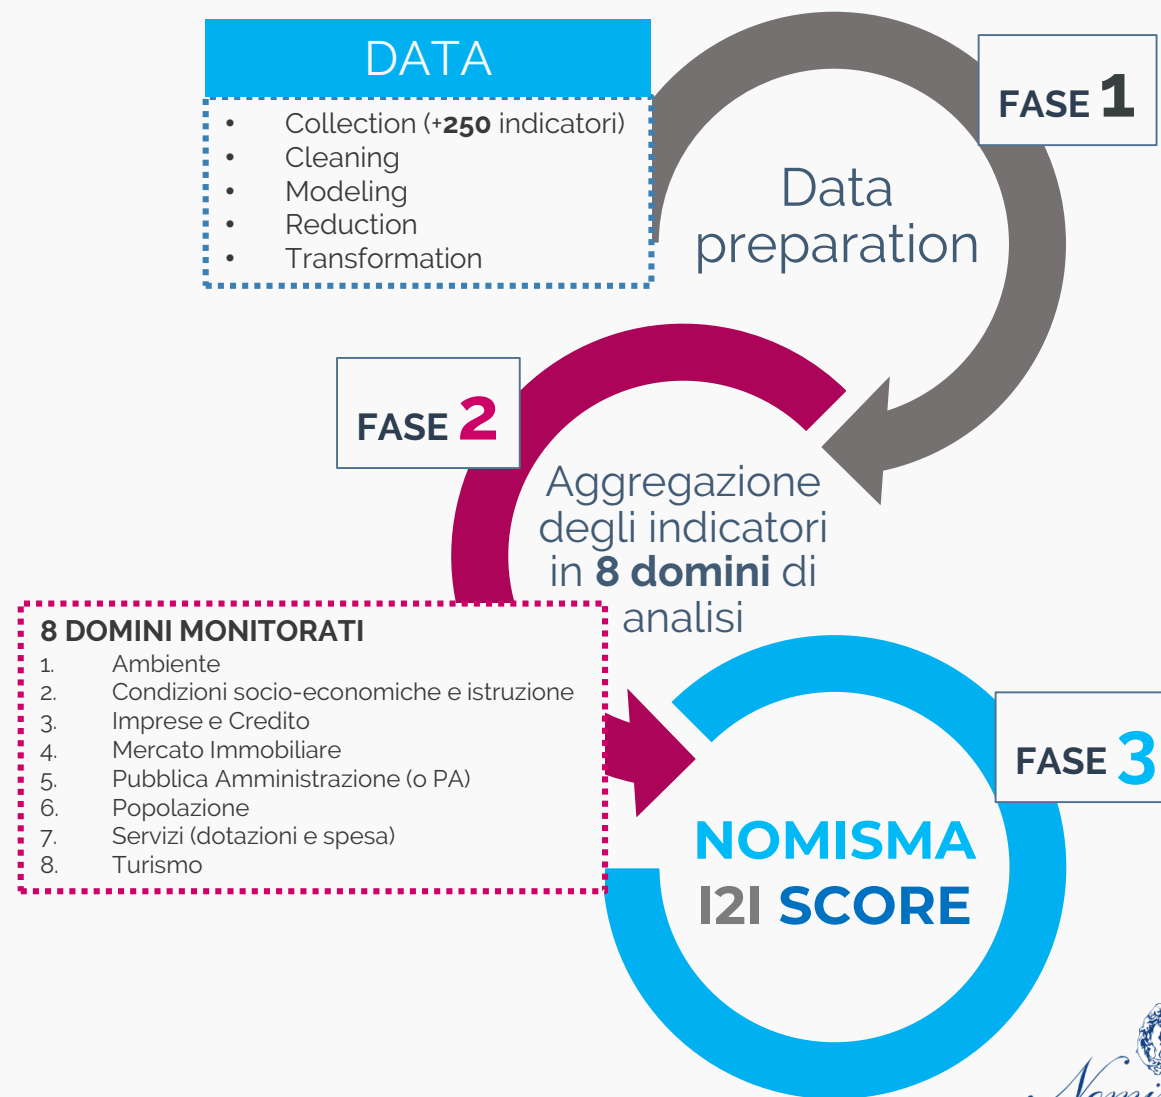 DATA
• Collection (+250 indicatori)
• Cleaning
• Modeling
• Reduction
• Transformation
FASE 1
Data
preparation
FASE 2
Aggregazione
degli indicatori
in 8 domini di
analisi
8 DOMINI MONITORATI
1. Ambiente
2. Condizioni socio-economiche e istruzione
3. Imprese e Credito
4. Mercato Immobiliare
5. Pubblica Amministrazione (o PA)
6. Popolazione
7. Servizi (dotazioni e spesa)
8. Turismo
FASE 3
NOMISMA
I2I SCORE